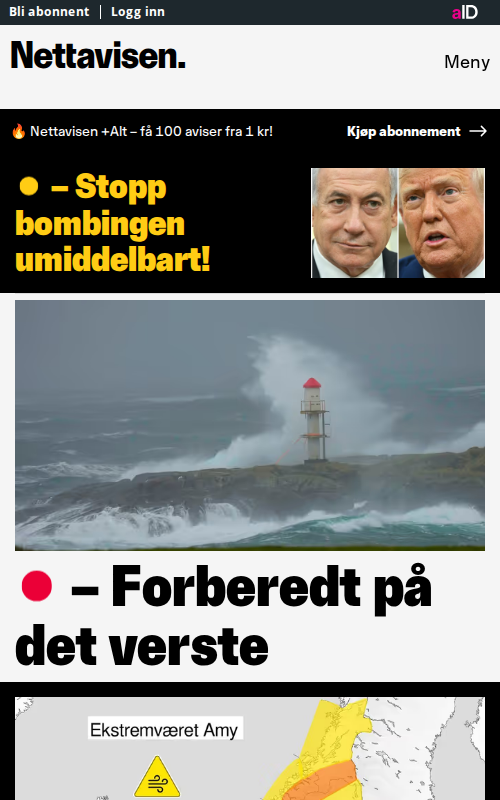 Bli abonnent | Logg inn
aID
Nettavisen.
Meny
🔥 Nettavisen +Alt – få 100 aviser fra 1 kr!
Kjøp abonnement →
– Stopp
bombingen
umiddelbart!
– Forberedt på
det verste
Ekstremværet Amy